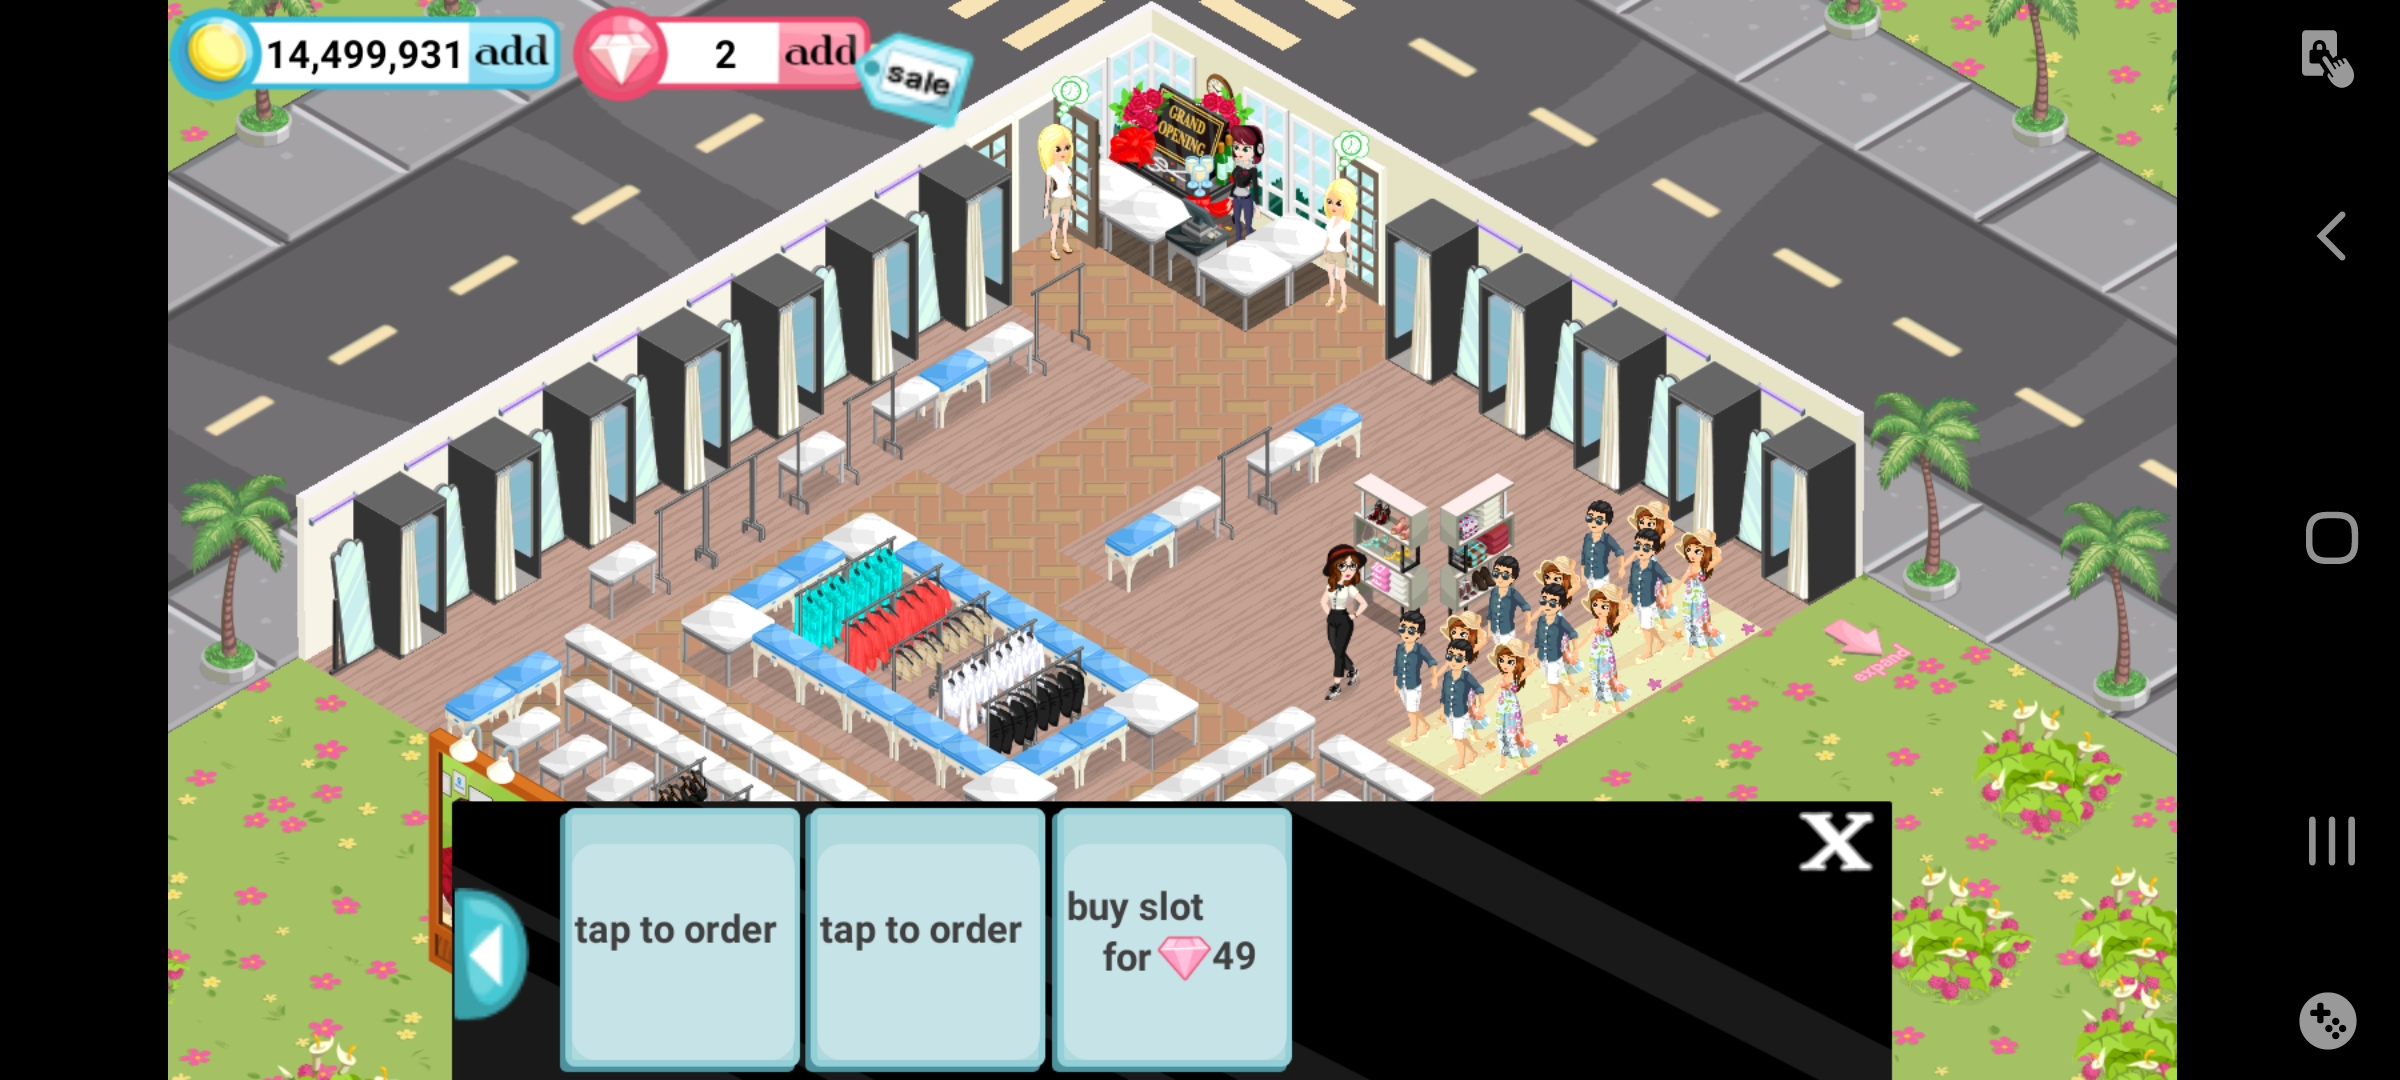 14,499,931 add
2 add
sale
GRAND
OPENING
expand
X
tap to order
tap to order
buy slot
for 49